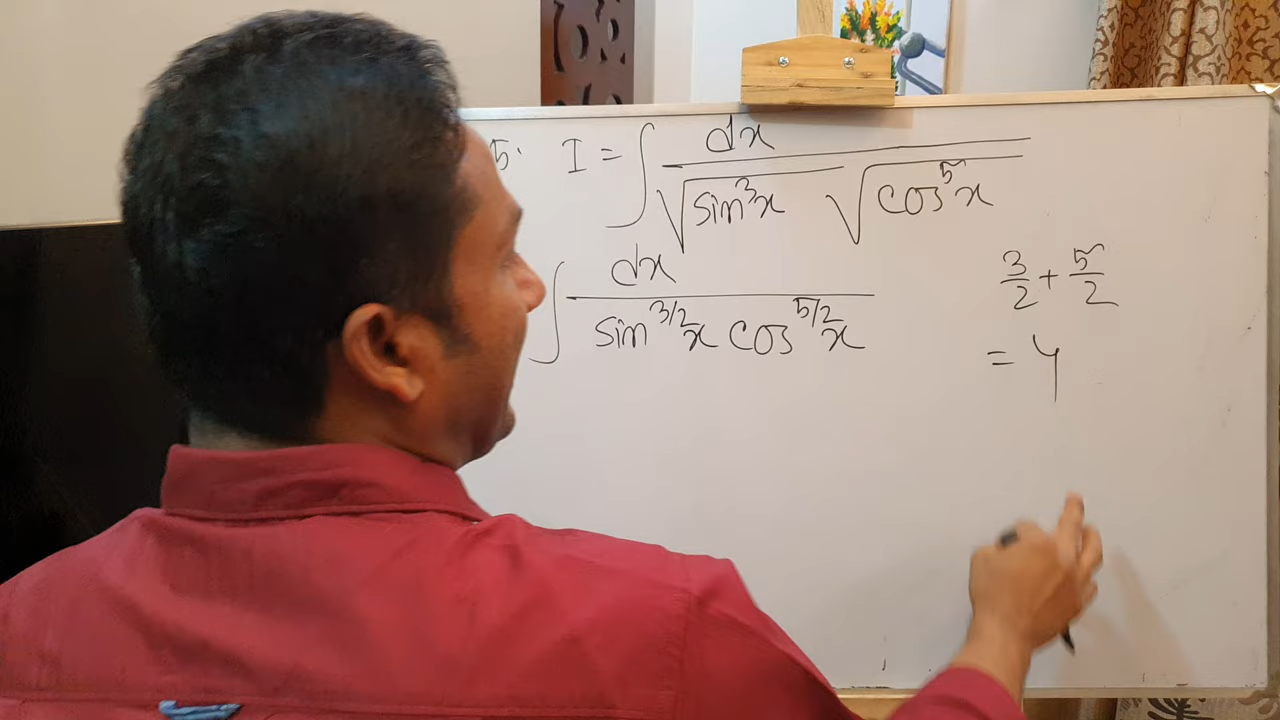 5. I = ∫ dx / √sin³x √cos⁵x
∫ dx / sin^3/2 x cos^5/2 x
3/2 + 5/2
= 4